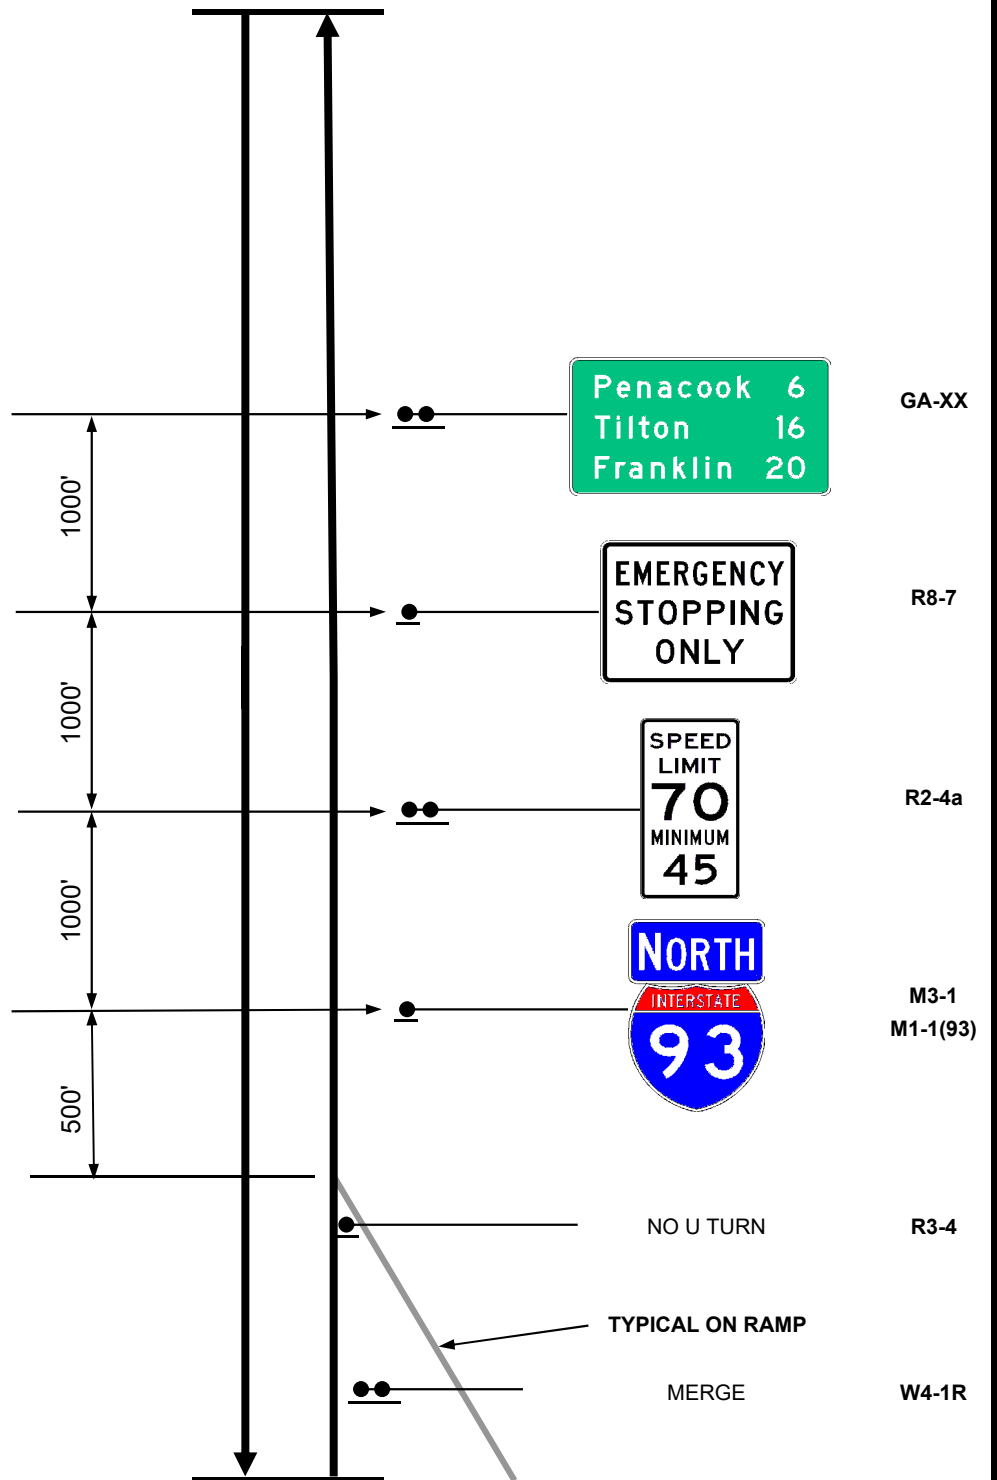 Penacook 6
Tilton 16
Franklin 20
GA-XX
1000'
EMERGENCY
STOPPING
ONLY
R8-7
1000'
SPEED
LIMIT
70
MINIMUM
45
R2-4a
1000'
NORTH
INTERSTATE
93
M3-1
M1-1(93)
500'
NO U TURN
R3-4
TYPICAL ON RAMP
MERGE
W4-1R